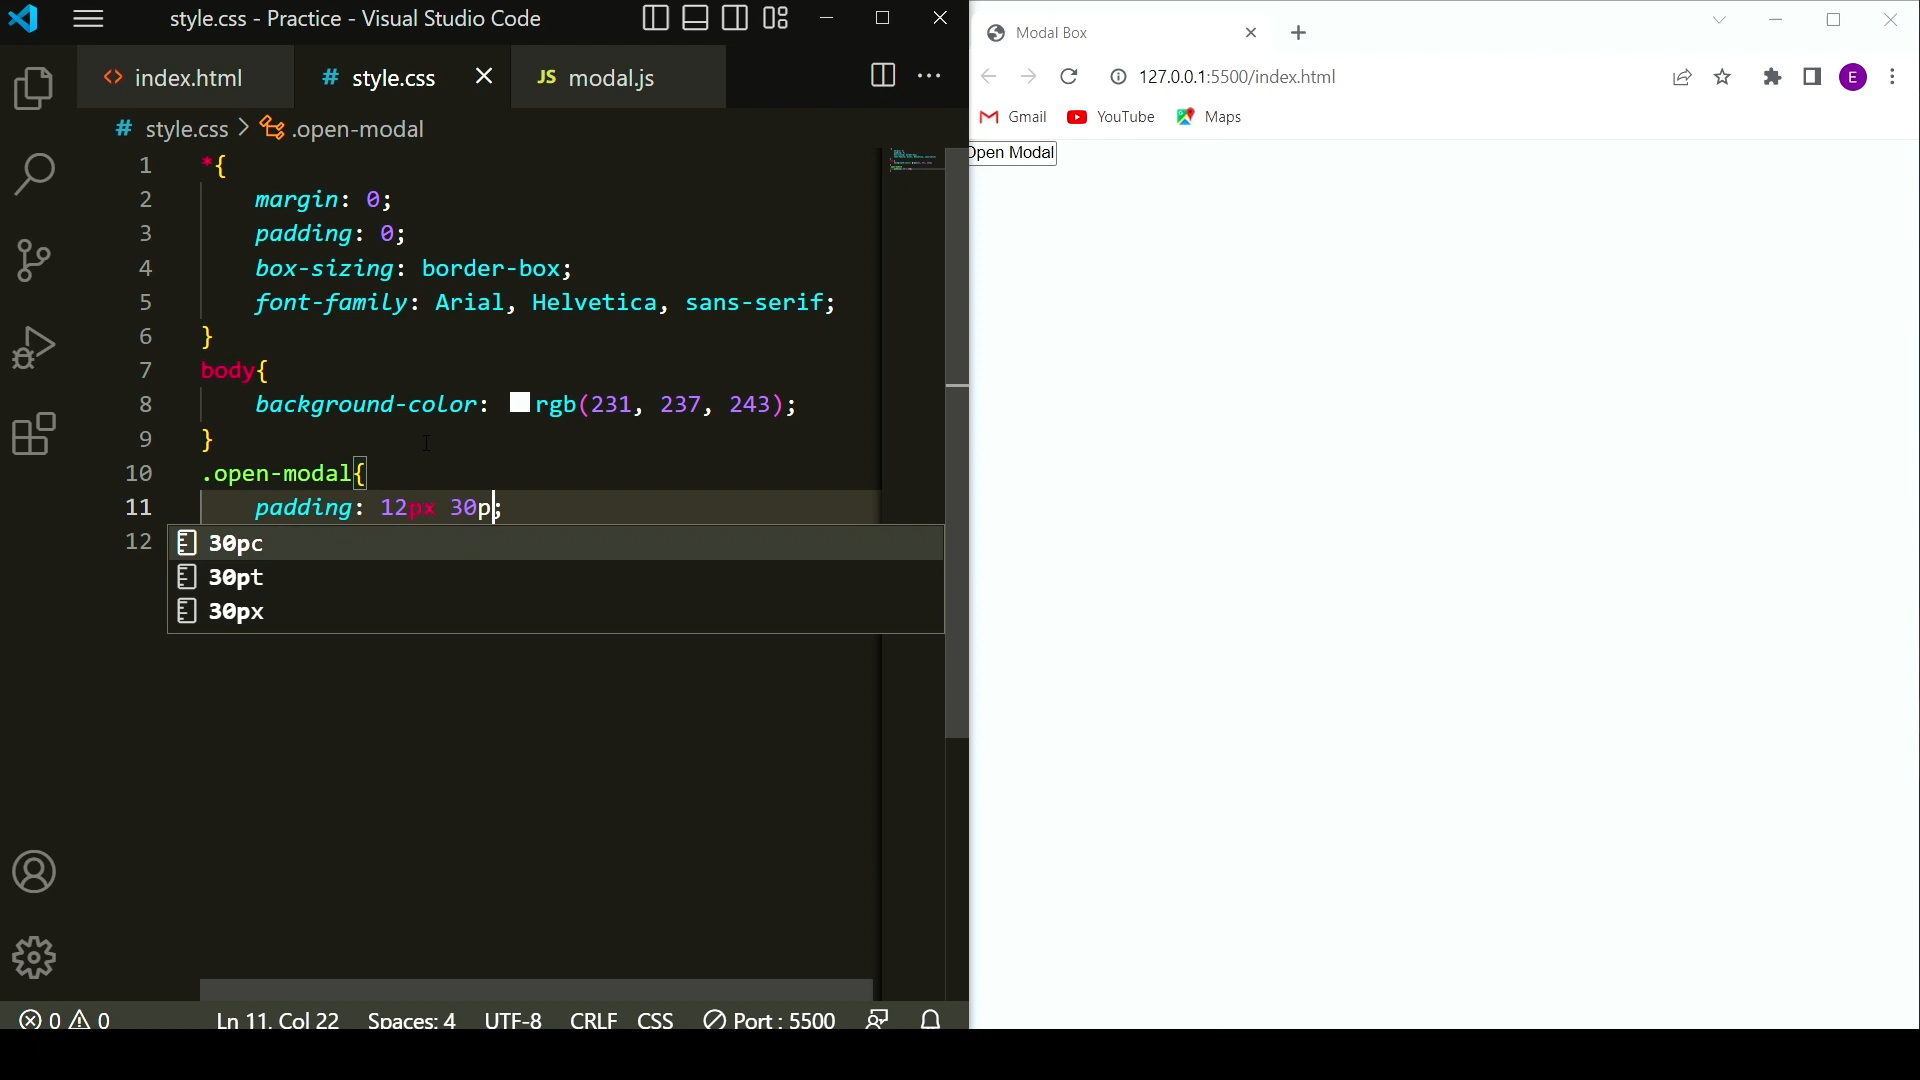 style.css - Practice - Visual Studio Code
index.html
# style.css
JS modal.js
# style.css > .open-modal
1 *{
2 margin: 0;
3 padding: 0;
4 box-sizing: border-box;
5 font-family: Arial, Helvetica, sans-serif;
6 }
7 body{
8 background-color: rgb(231, 237, 243);
9 }
10 .open-modal{
11 padding: 12px 30p;
12
30pc
30pt
30px
0 0 Ln 11, Col 22 Spaces: 4 UTF-8 CRLF CSS Port : 5500
Modal Box
127.0.0.1:5500/index.html
E
Gmail YouTube Maps
Open Modal